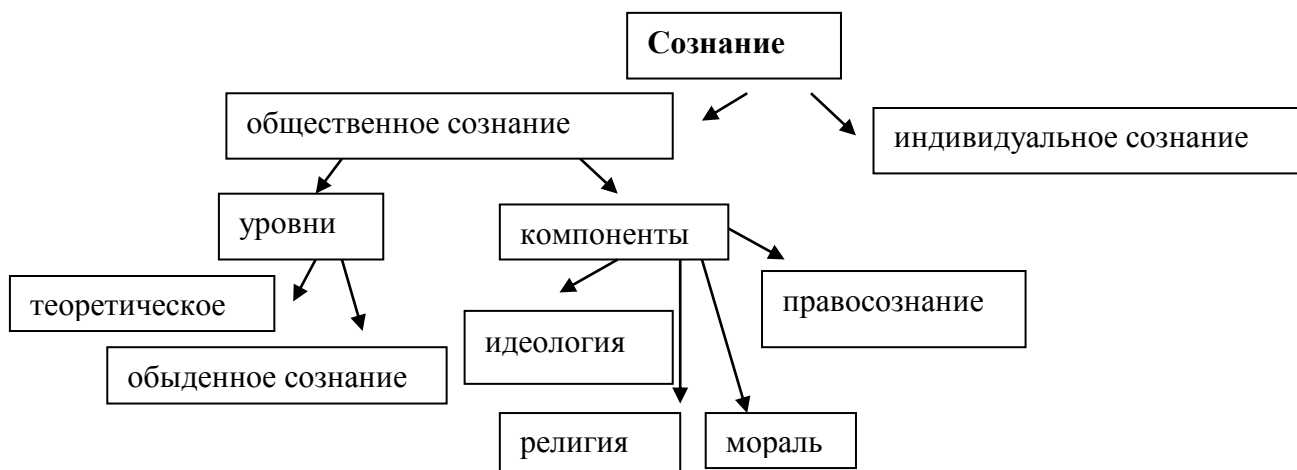 Сознание
общественное сознание
индивидуальное сознание
уровни
компоненты
теоретическое
правосознание
идеология
обыденное сознание
религия
мораль